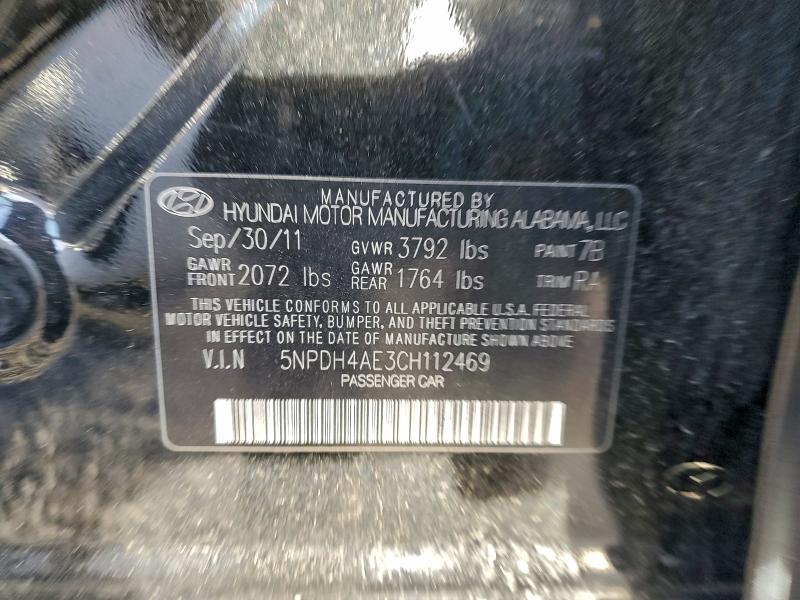 MANUFACTURED BY
HYUNDAI MOTOR MANUFACTURING ALABAMA, LLC
Sep/30/11 GVWR 3792 lbs PAINT 7B
GAWR FRONT 2072 lbs GAWR REAR 1764 lbs TRIM RA
THIS VEHICLE CONFORMS TO ALL APPLICABLE U.S.A. FEDERAL
MOTOR VEHICLE SAFETY, BUMPER, AND THEFT PREVENTION STANDARDS
IN EFFECT ON THE DATE OF MANUFACTURE SHOWN ABOVE.
V.I.N 5NPDH4AE3CH112469
PASSENGER CAR